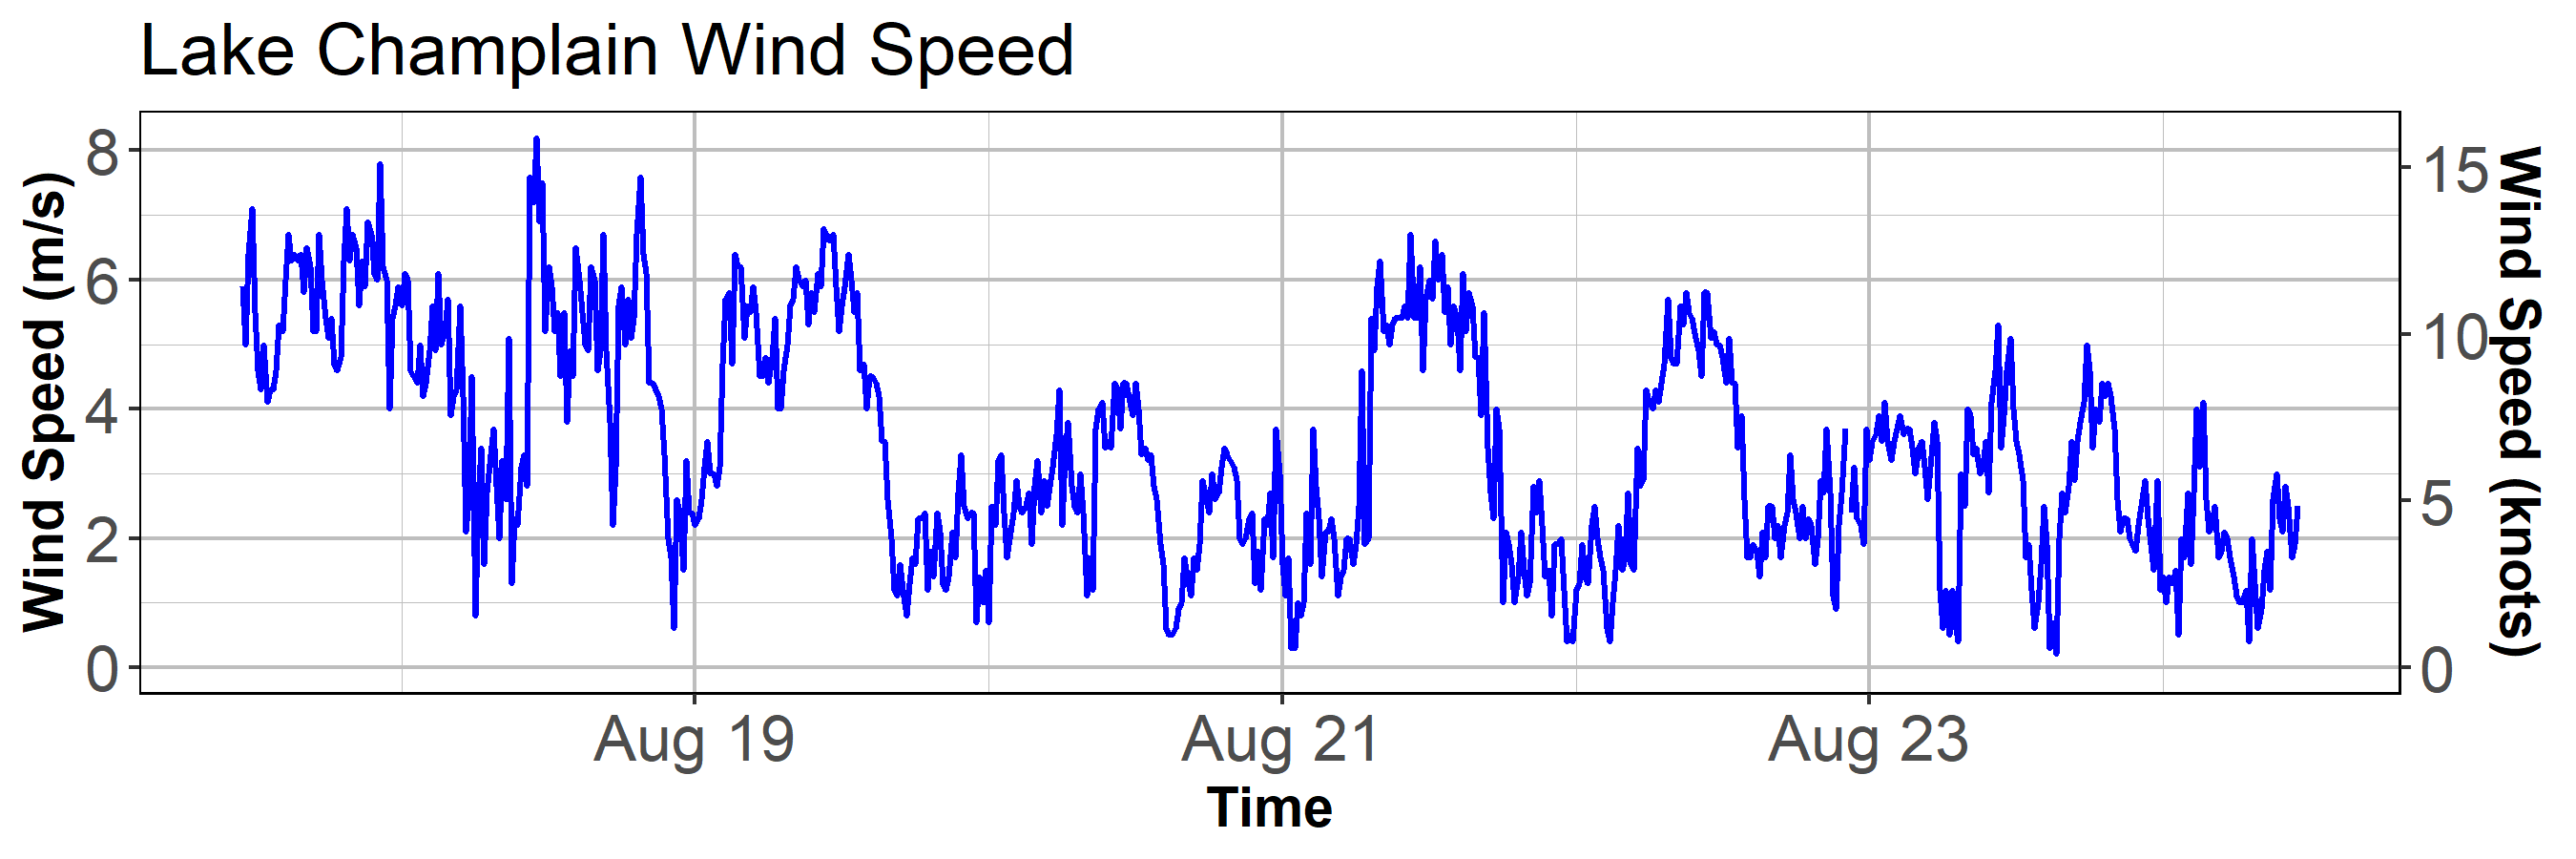 Lake Champlain Wind Speed
Wind Speed (m/s)
8
6
4
2
0
15
10
5
0
Wind Speed (knots)
Aug 19
Aug 21
Aug 23
Time